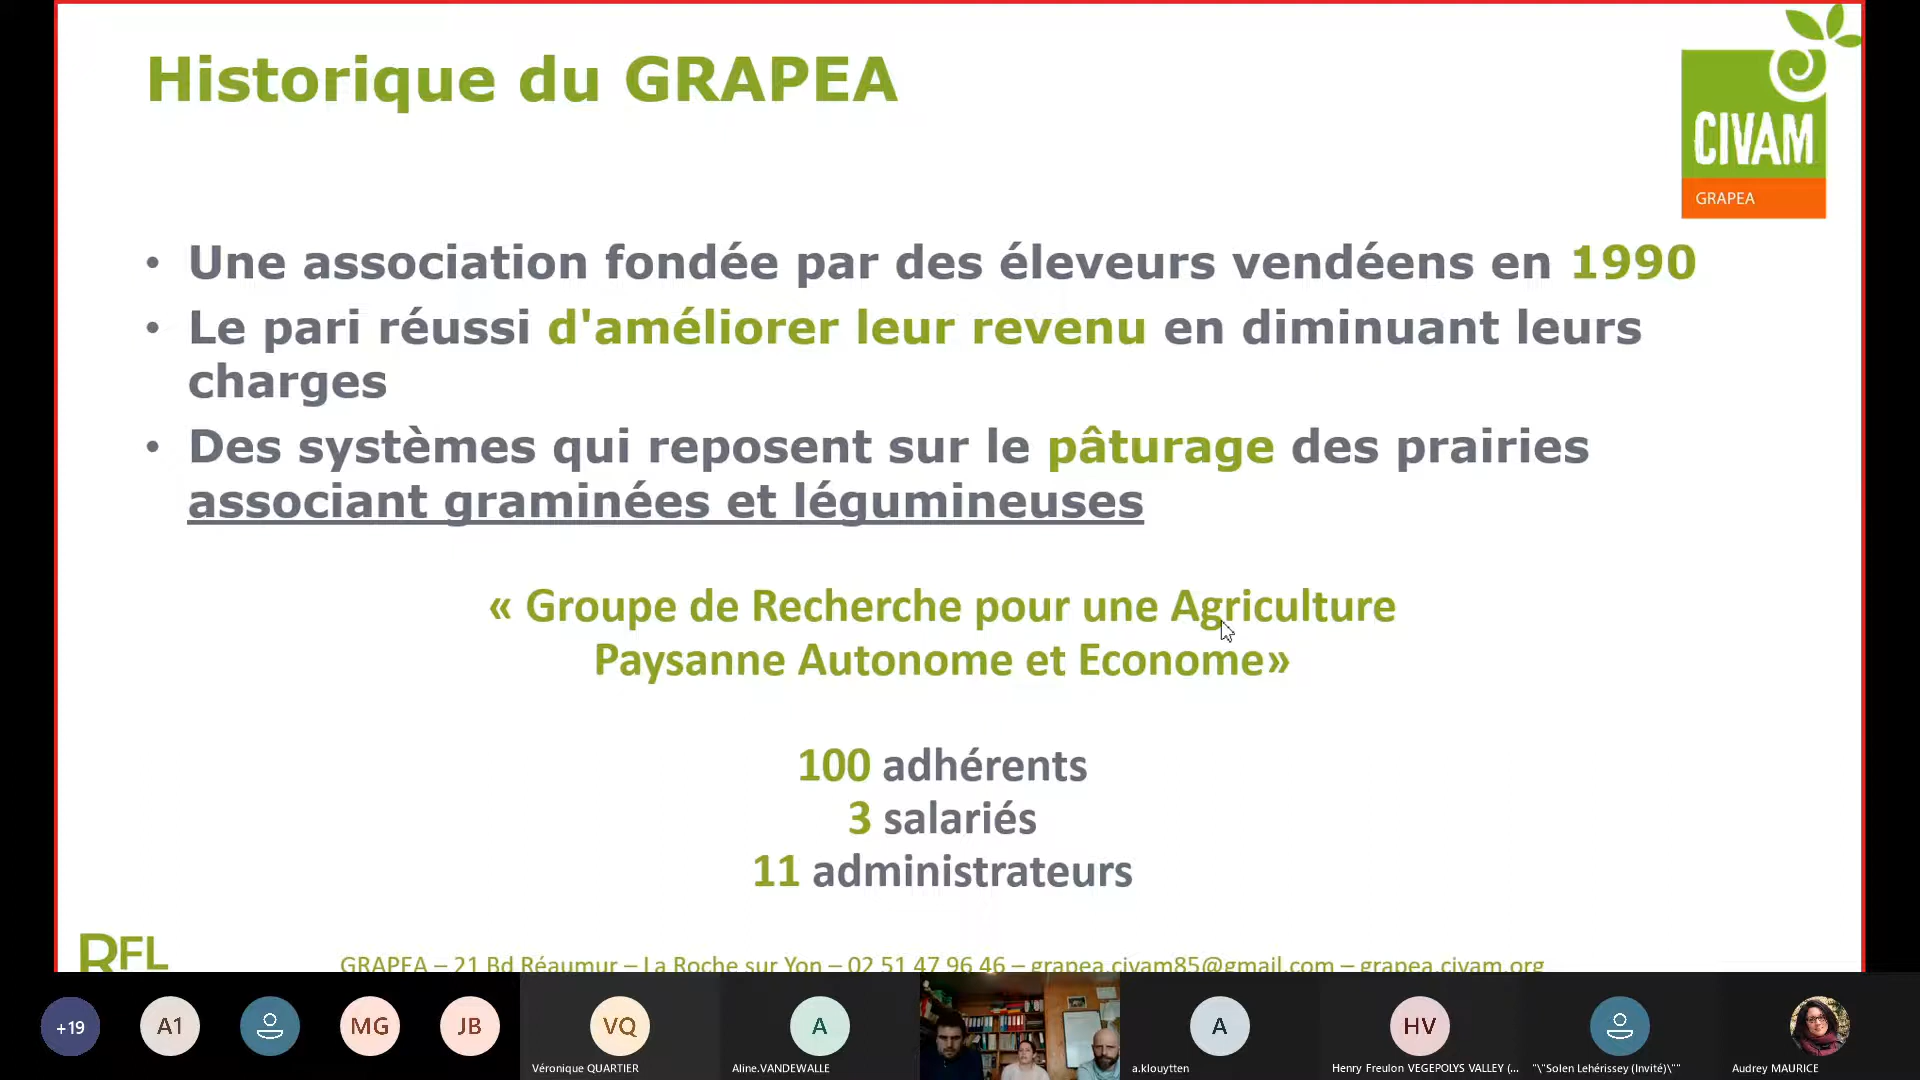 Historique du GRAPEA
CIVAM
GRAPEA
• Une association fondée par des éleveurs vendéens en 1990
• Le pari réussi d'améliorer leur revenu en diminuant leurs
charges
• Des systèmes qui reposent sur le pâturage des prairies
associant graminées et légumineuses
« Groupe de Recherche pour une Agriculture
Paysanne Autonome et Econome»
100 adhérents
3 salariés
11 administrateurs
RFL
GRAPEA – 21 Bd Réaumur – La Roche sur Yon – 02 51 47 96 46 – grapea.civam85@gmail.com – grapea.civam.org
+19
A1
MG
JB
VQ
Véronique QUARTIER
A
Aline.VANDEWALLE
A
a.klouytten
HV
Henry Freulon VEGEPOLYS VALLEY (...
"\"Solen Lehérissey (Invité)\""
Audrey MAURICE